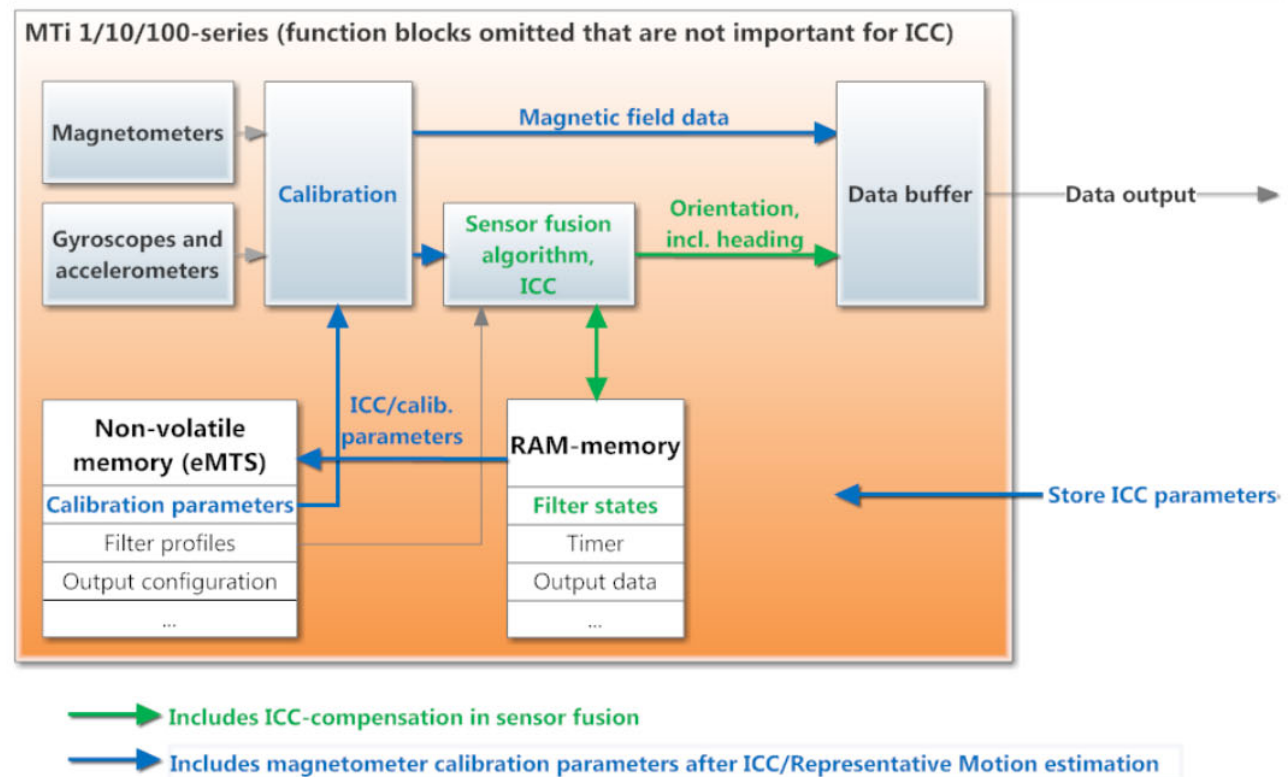 MTi 1/10/100-series (function blocks omitted that are not important for ICC)
Magnetometers
Gyroscopes and
accelerometers
Calibration
Magnetic field data
Sensor fusion
algorithm,
ICC
Orientation,
incl. heading
Data buffer
Data output
ICC/calib.
parameters
Non-volatile
memory (eMTS)
Calibration parameters
Filter profiles
Output configuration
...
RAM-memory
Filter states
Timer
Output data
...
Store ICC parameters
Includes ICC-compensation in sensor fusion
Includes magnetometer calibration parameters after ICC/Representative Motion estimation